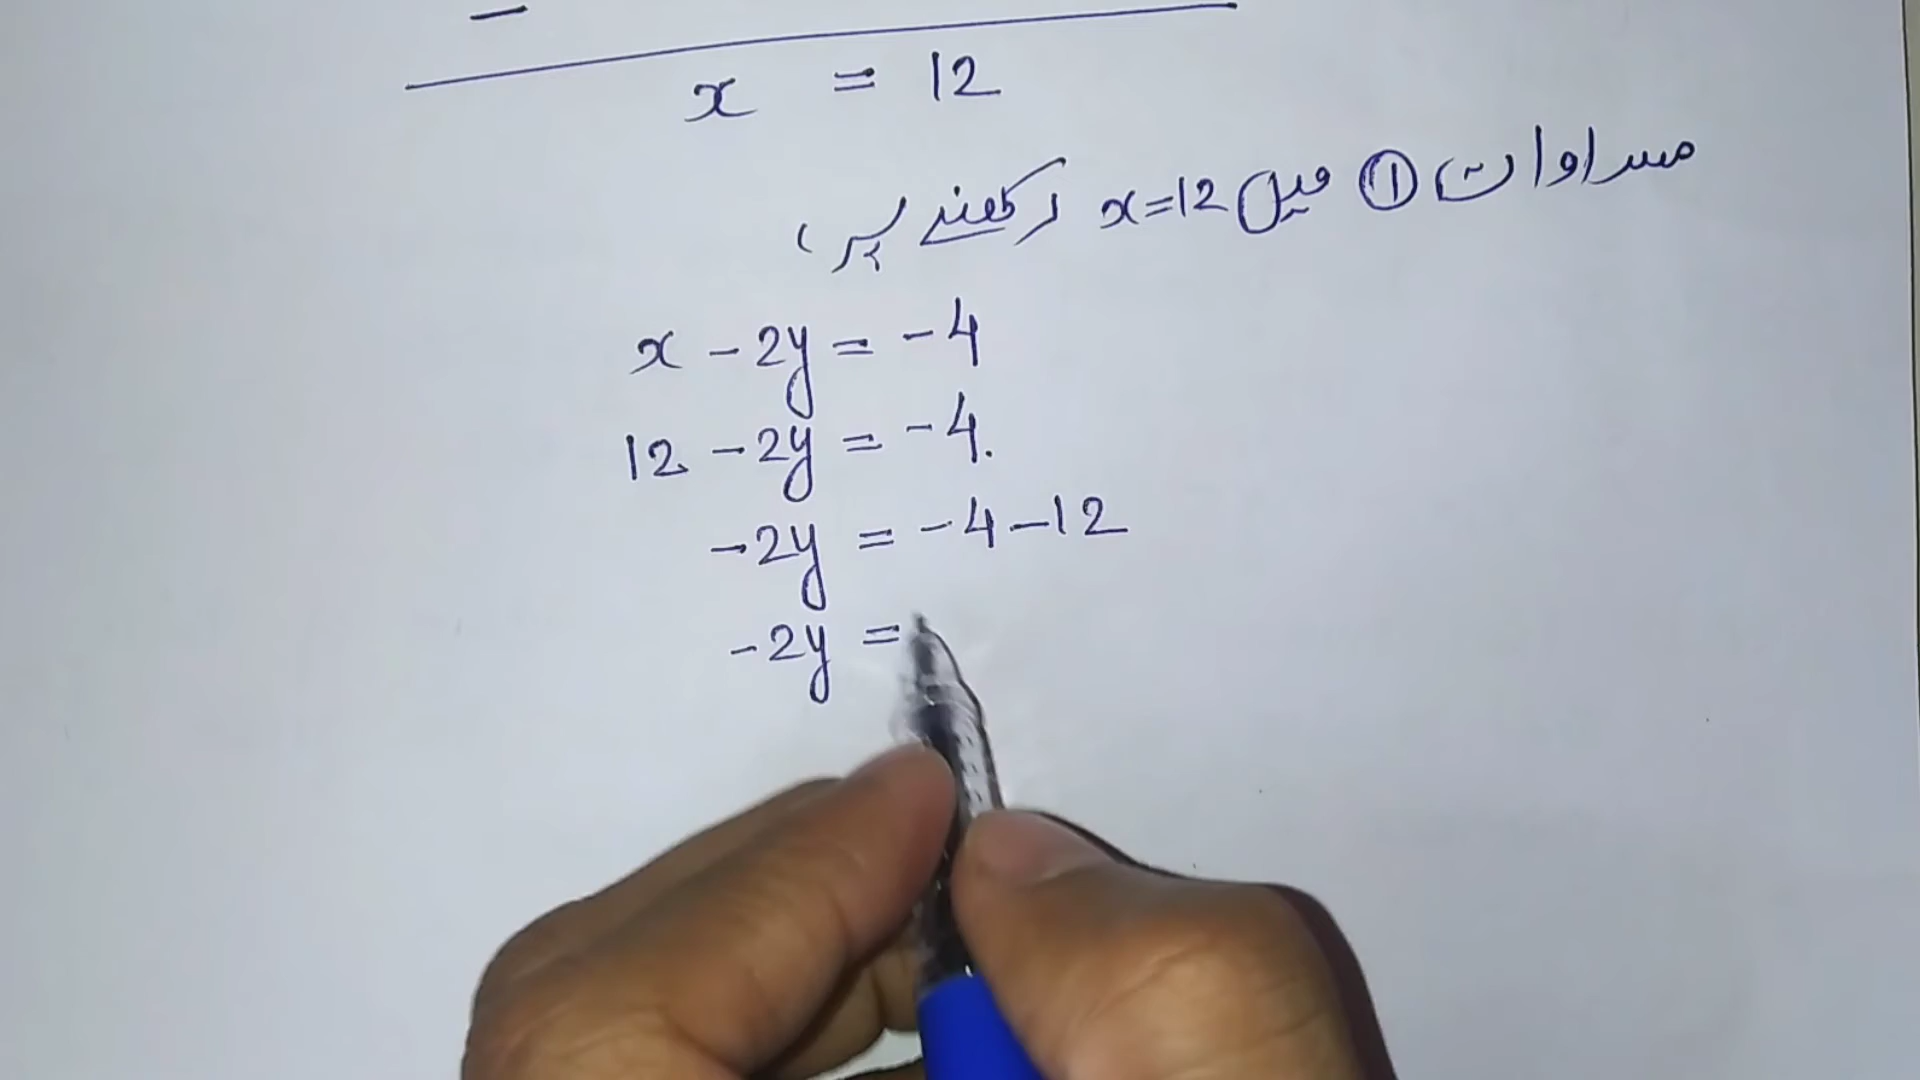 x = 12
مساوات ① میں x=12 رکھنے پر،
x - 2y = -4
12 - 2y = -4.
-2y = -4-12
-2y =